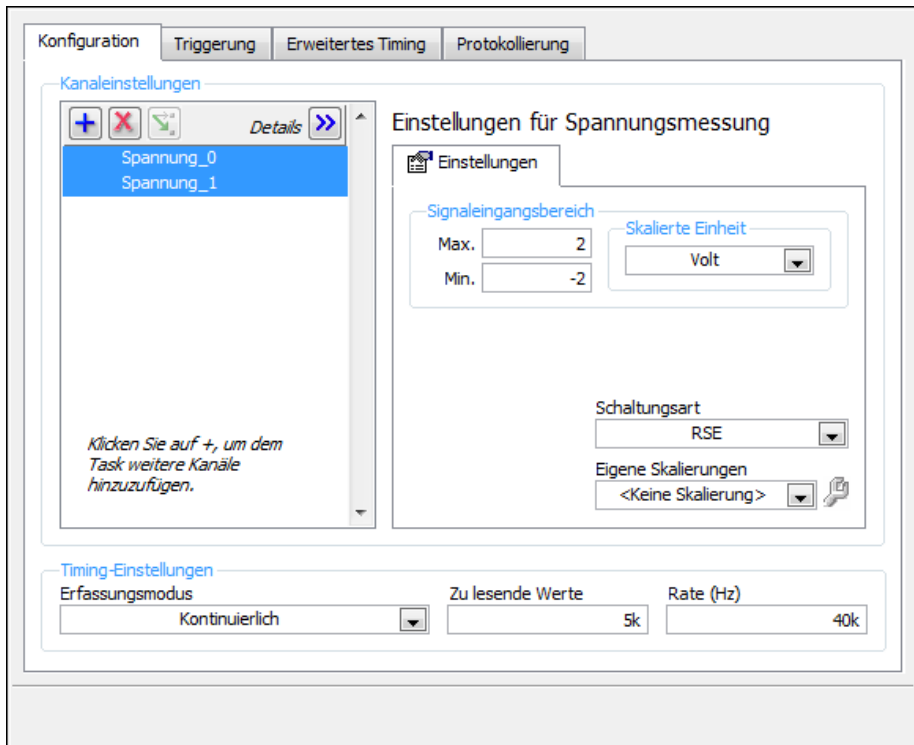 Konfiguration
Triggerung
Erweitertes Timing
Protokollierung
Kanaleinstellungen
Details
Spannung_0
Spannung_1
Klicken Sie auf +, um dem
Task weitere Kanäle
hinzuzufügen.
Einstellungen für Spannungsmessung
Einstellungen
Signaleingangsbereich
Max.
2
Min.
-2
Skalierte Einheit
Volt
Schaltungsart
RSE
Eigene Skalierungen
<Keine Skalierung>
Timing-Einstellungen
Erfassungsmodus
Kontinuierlich
Zu lesende Werte
5k
Rate (Hz)
40k